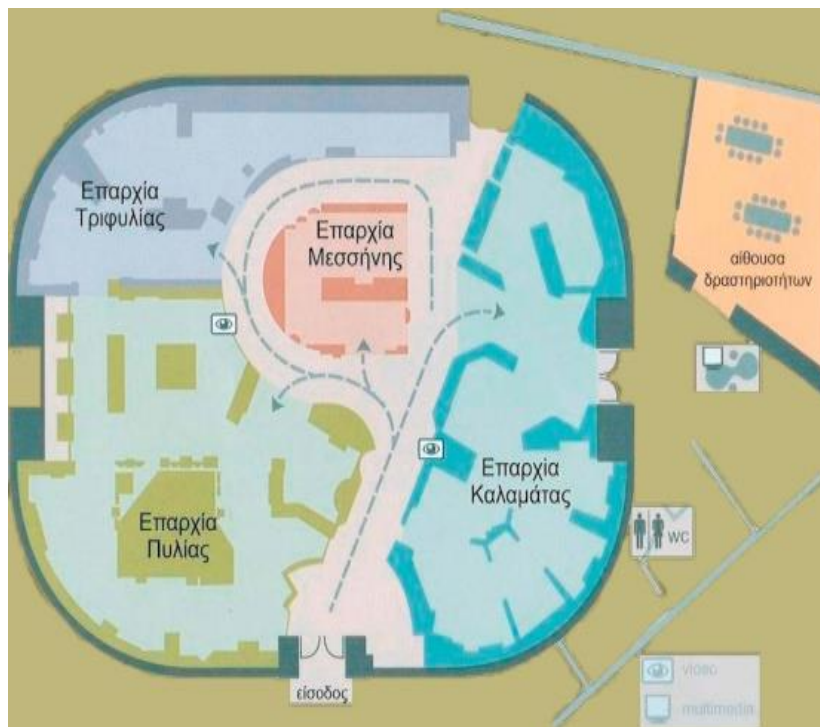 Επαρχία
Τριφυλίας
Επαρχία
Μεσσήνης
αίθουσα
δραστηριοτήτων
Επαρχία
Καλαμάτας
Επαρχία
Πυλίας
WC
είσοδος
video
multimedia